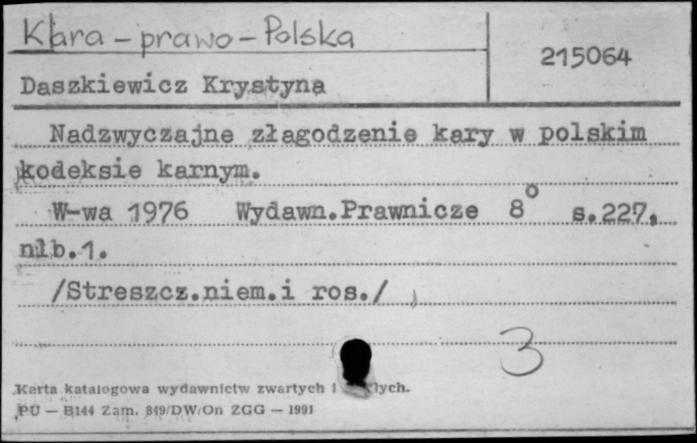 Kara - prawo - Polska
215064
Daszkiewicz Krystyna
Nadzwyczajne złagodzenie kary w polskim
kodeksie karnym.
W-wa 1976 Wydawn.Prawnicze 8° s.227,
nlb.1.
/Streszcz.niem.i ros./
3
Karta katalogowa wydawnictw zwartych i
PU — B144 Zam. 849/DW/On ZGG — 1991